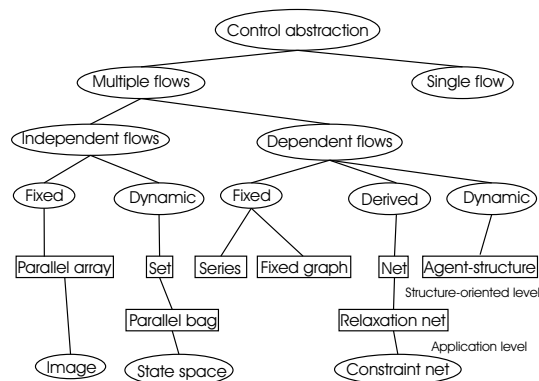 Control abstraction
Multiple flows
Single flow
Independent flows
Dependent flows
Fixed
Dynamic
Fixed
Derived
Dynamic
Parallel array
Set
Series
Fixed graph
Net
Agent-structure
Structure-oriented level
Parallel bag
Relaxation net
Application level
Image
State space
Constraint net